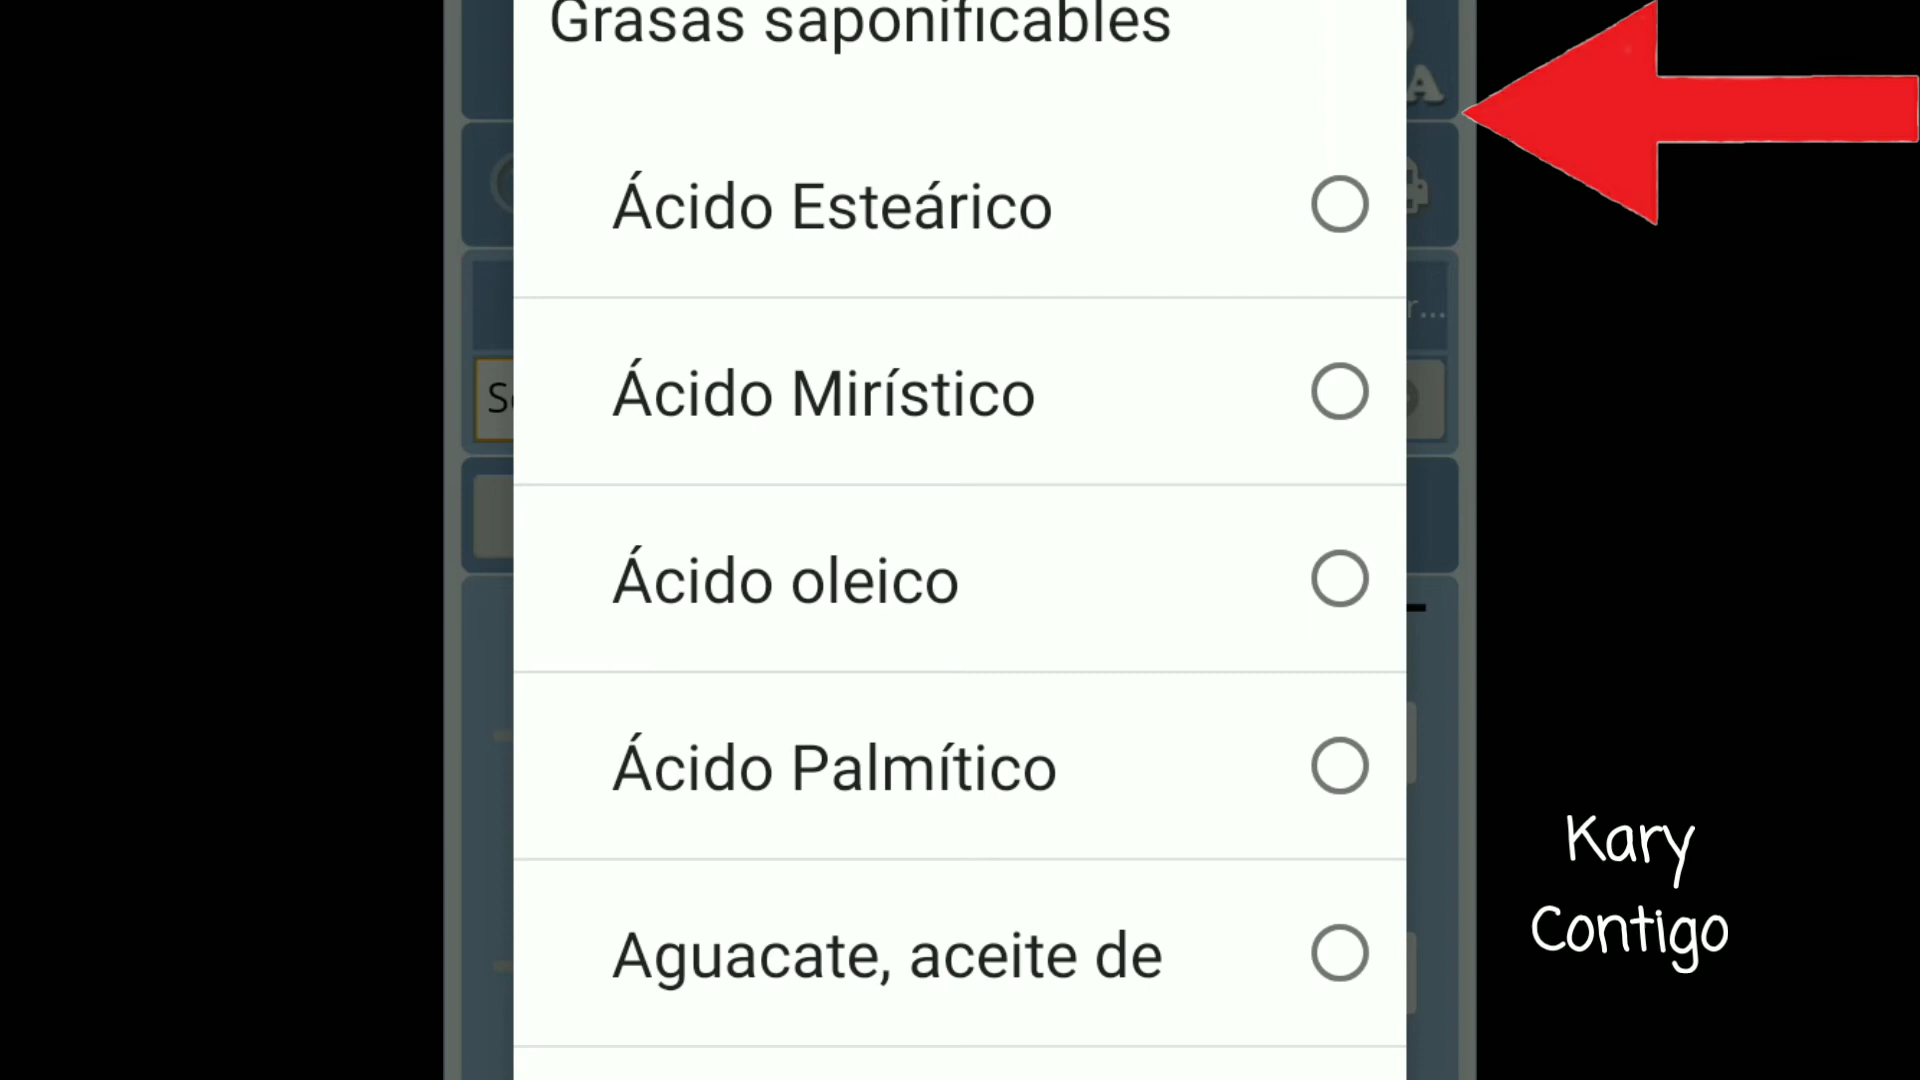 Grasas saponificables
A
Ácido Esteárico
r...
Ácido Mirístico
S
Ácido oleico
Ácido Palmítico
Aguacate, aceite de
Kary
Contigo